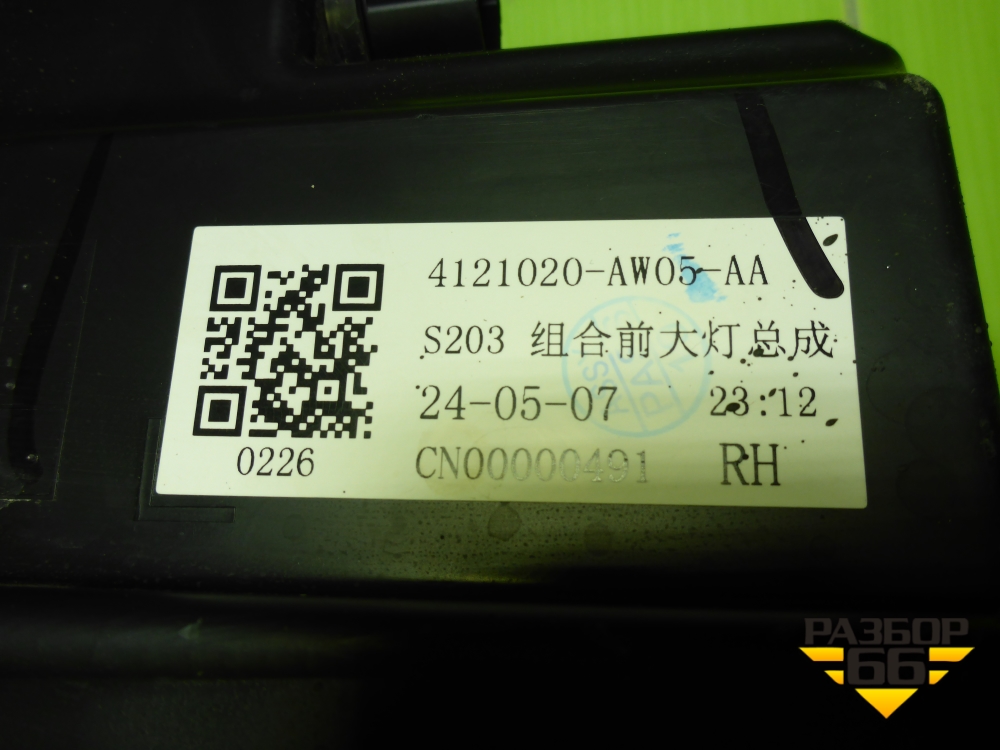 4121020-AW05-AA
S203 组合前大灯总成
24-05-07 23:12
0226
CN00000491 RH
РАЗБОР
66